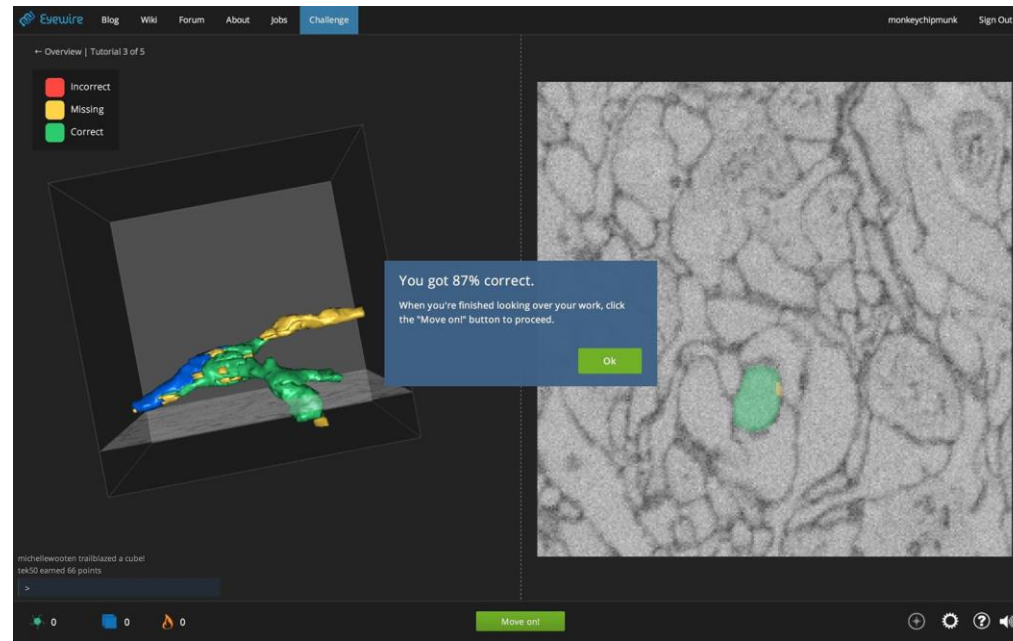 Eyewire Blog Wiki Forum About Jobs Challenge monkeychipmunk Sign Out
← Overview | Tutorial 3 of 5
Incorrect
Missing
Correct
You got 87% correct.
When you're finished looking over your work, click
the "Move on!" button to proceed.
Ok
michellewooten trailblazed a cube!
tek50 earned 66 points
>
0 0 0 Move on! ?